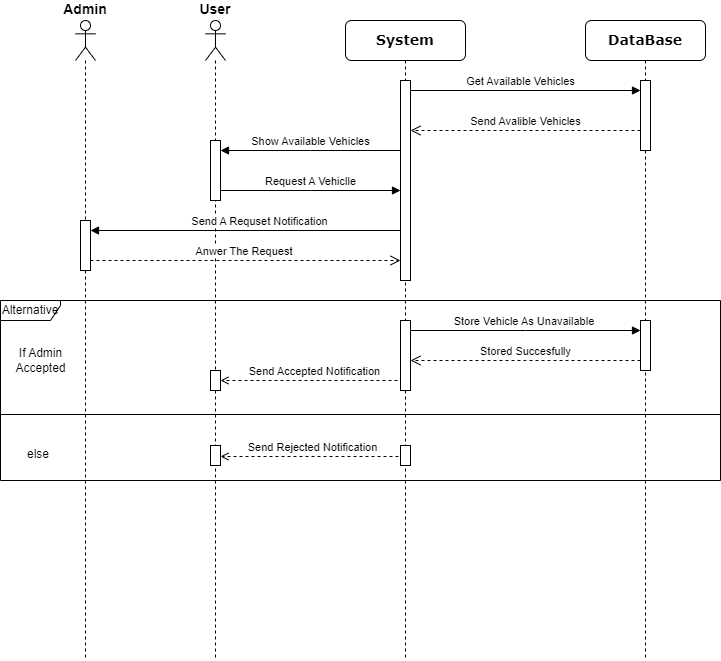 Admin
User
System
DataBase
Get Available Vehicles
Send Avalible Vehicles
Show Available Vehicles
Request A Vehiclle
Send A Requset Notification
Anwer The Request
Alternative
Store Vehicle As Unavailable
If Admin
Accepted
Stored Succesfully
Send Accepted Notification
else
Send Rejected Notification